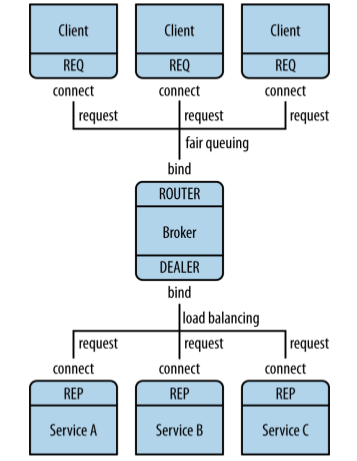 Client Client Client
REQ REQ REQ
connect connect connect
request request request
fair queuing
bind
ROUTER
Broker
DEALER
bind
load balancing
request request request
connect connect connect
REP REP REP
Service A Service B Service C